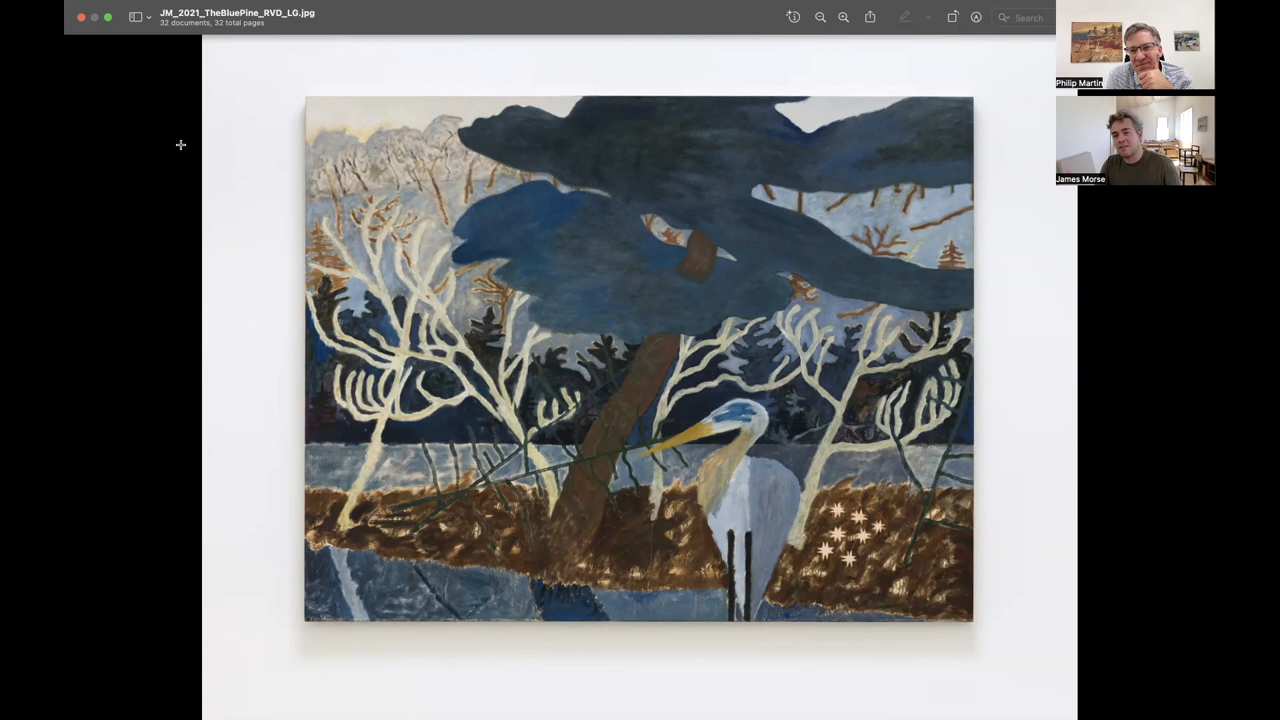 JM_2021_TheBluePine_RVD_LG.jpg
32 documents, 32 total pages
Search
Philip Martin
James Morse